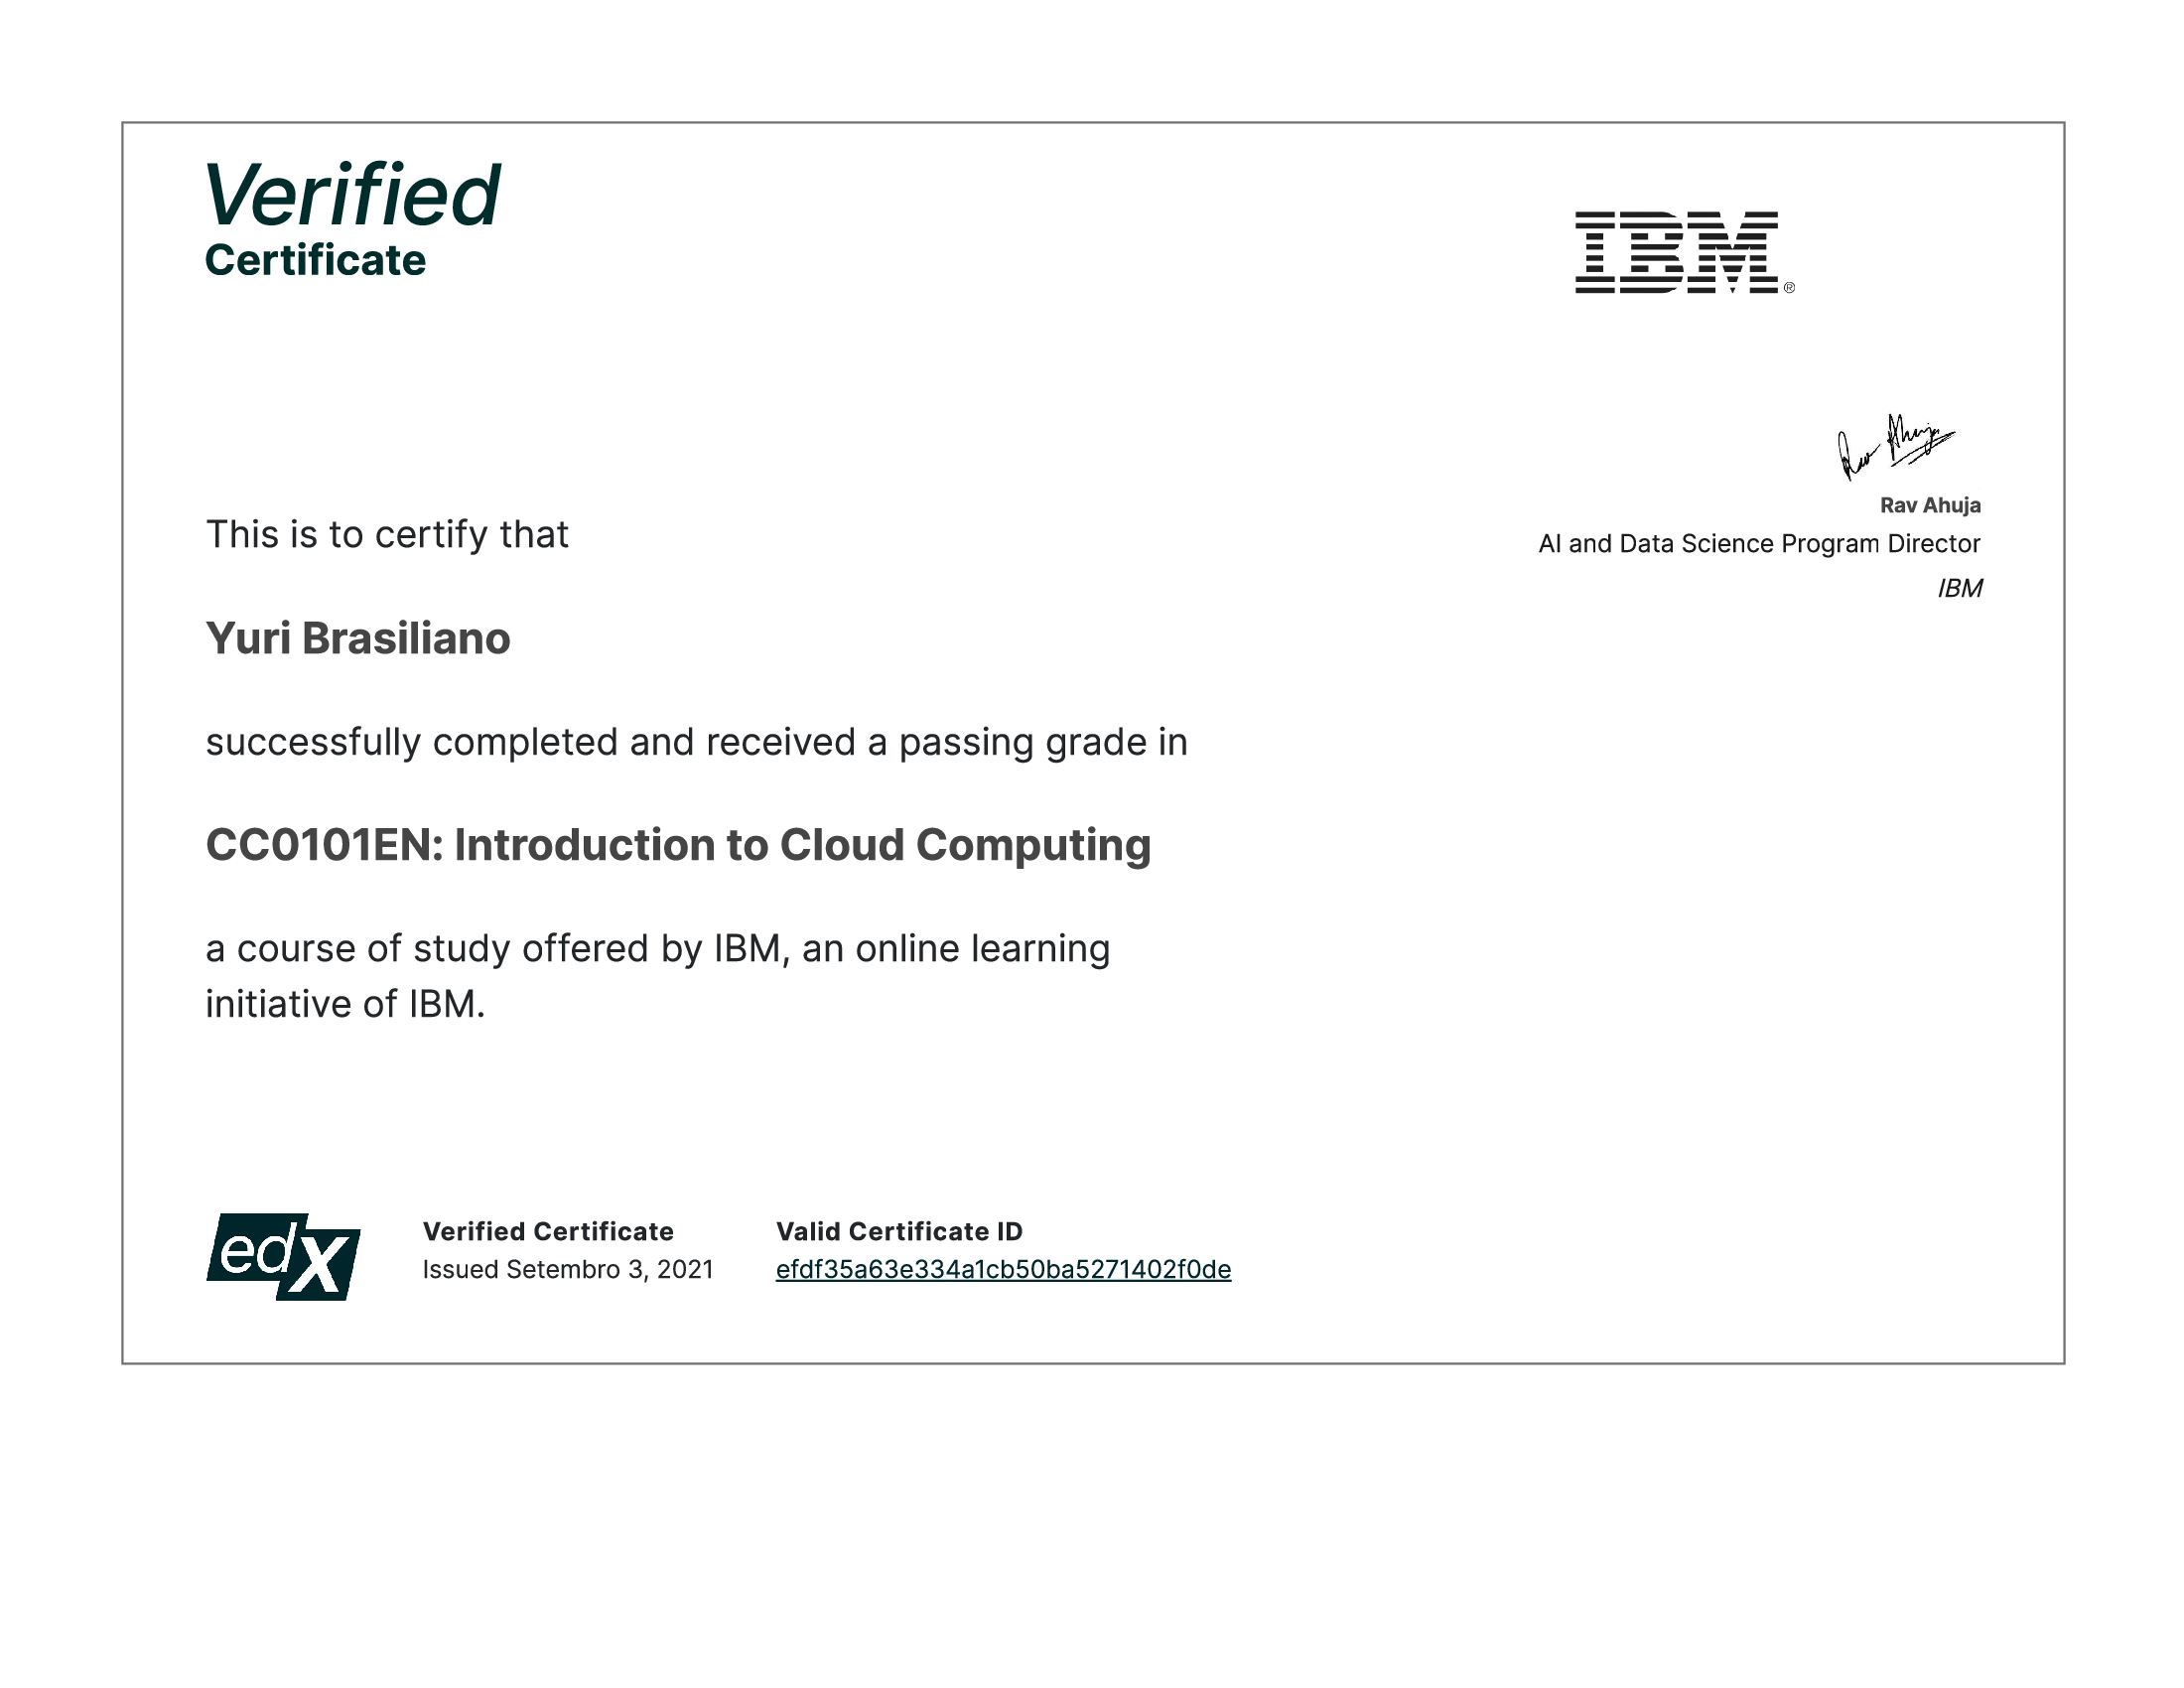 Verified
Certificate
IBM®
Rav Ahuja
Rav Ahuja
AI and Data Science Program Director
IBM
This is to certify that
Yuri Brasiliano
successfully completed and received a passing grade in
CC0101EN: Introduction to Cloud Computing
a course of study offered by IBM, an online learning
initiative of IBM.
edX
Verified Certificate
Issued Setembro 3, 2021
Valid Certificate ID
efdf35a63e334a1cb50ba5271402f0de